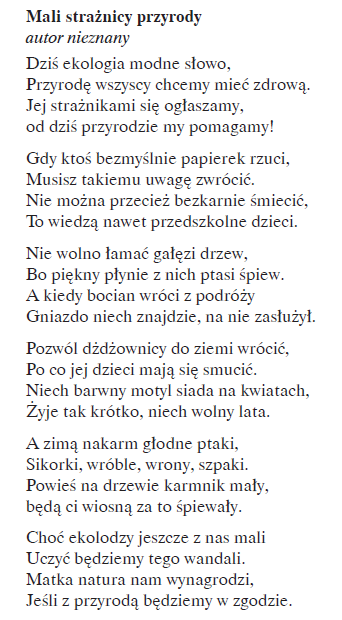 Mali strażnicy przyrody
autor nieznany
Dziś ekologia modne słowo,
Przyrodę wszyscy chcemy mieć zdrową.
Jej strażnikami się ogłaszamy,
od dziś przyrodzie my pomagamy!
Gdy ktoś bezmyślnie papierek rzuci,
Musisz takiemu uwagę zwrócić.
Nie można przecież bezkarnie śmiecić,
To wiedzą nawet przedszkolne dzieci.
Nie wolno łamać gałęzi drzew,
Bo piękny płynie z nich ptasi śpiew.
A kiedy bocian wróci z podróży
Gniazdo niech znajdzie, na nie zasłużył.
Pozwól dżdżownicy do ziemi wrócić,
Po co jej dzieci mają się smucić.
Niech barwny motyl siada na kwiatach,
Żyje tak krótko, niech wolny lata.
A zimą nakarm głodne ptaki,
Sikorki, wróble, wrony, szpaki.
Powieś na drzewie karmnik mały,
będą ci wiosną za to śpiewały.
Choć ekolodzy jeszcze z nas mali
Uczyć będziemy tego wandali.
Matka natura nam wynagrodzi,
Jeśli z przyrodą będziemy w zgodzie.